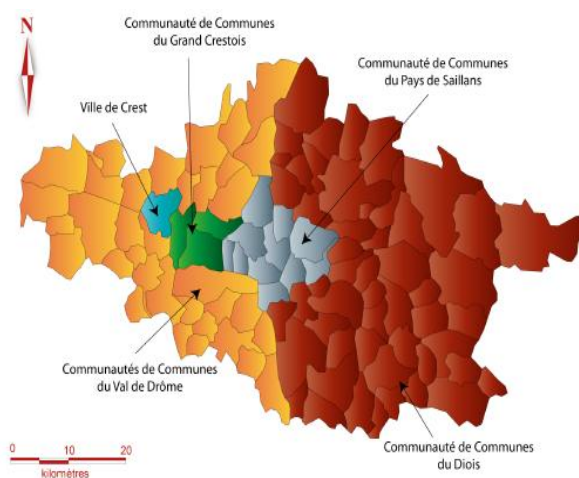 Communauté de Communes
du Grand Crestois
N
Communauté de Communes
du Pays de Saillans
Ville de Crest
Communautés de Communes
du Val de Drôme
Communauté de Communes
du Diois
0 10 20
kilomètres